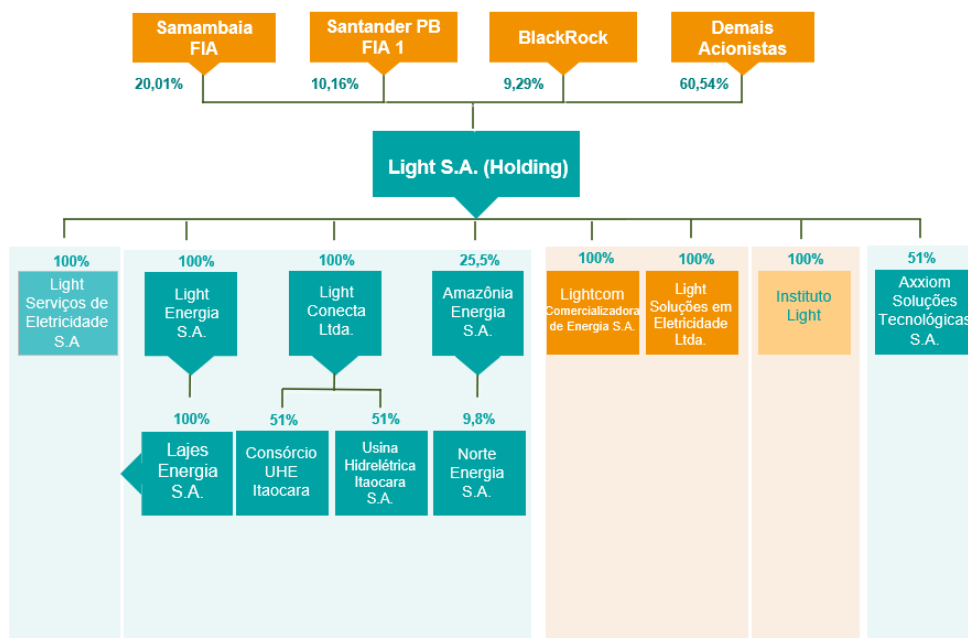 Samambaia
FIA
Santander PB
FIA 1
BlackRock
Demais
Acionistas
20,01%
10,16%
9,29%
60,54%
Light S.A. (Holding)
100%
100%
100%
25,5%
100%
100%
100%
51%
Light
Serviços de
Eletricidade
S.A
Light
Energia
S.A.
Light
Conecta
Ltda.
Amazônia
Energia
S.A.
Lightcom
Comercializadora
de Energia S.A.
Light
Soluções em
Eletricidade
Ltda.
Instituto
Light
Axxiom
Soluções
Tecnológicas
S.A.
100%
51%
51%
9,8%
Lajes
Energia
S.A.
Consórcio
UHE
Itaocara
Usina
Hidrelétrica
Itaocara
S.A.
Norte
Energia
S.A.